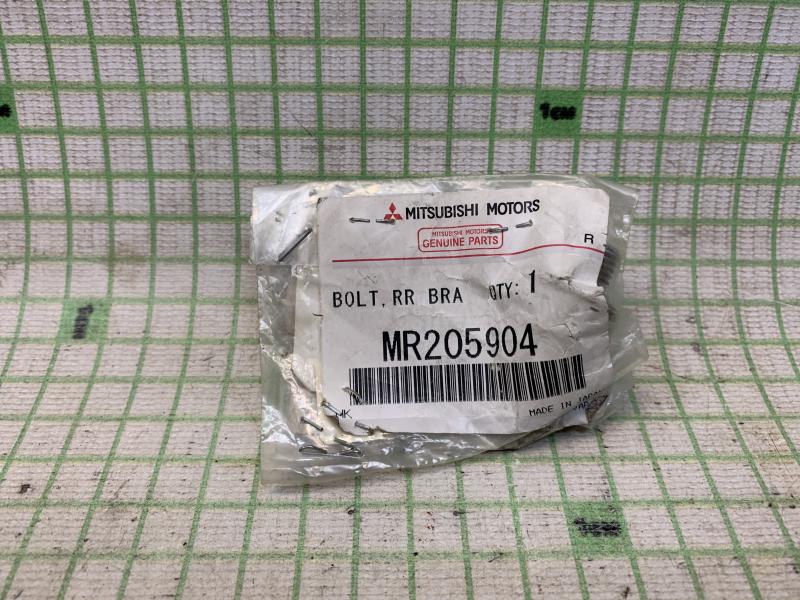 1CM
MITSUBISHI MOTORS
MITSUBISHI MOTORS
GENUINE PARTS
R
BOLT, RR BRA QTY: 1
MR205904
MADE IN JAPAN